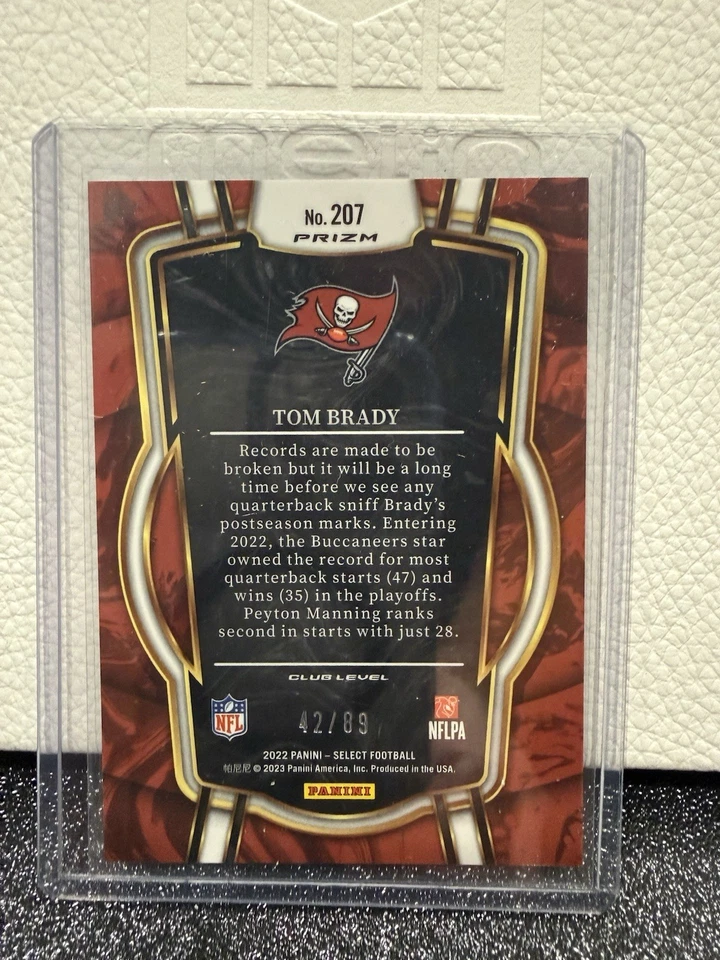 No. 207
PRIZM
TOM BRADY
Records are made to be
broken but it will be a long
time before we see any
quarterback sniff Brady's
postseason marks. Entering
2022, the Buccaneers star
owned the record for most
quarterback starts (47) and
wins (35) in the playoffs.
Peyton Manning ranks
second in starts with just 28.
CLUB LEVEL
NFL
42/89
NFLPA
2022 PANINI – SELECT FOOTBALL
帕尼尼 © 2023 Panini America, Inc. Produced in the USA.
PANINI